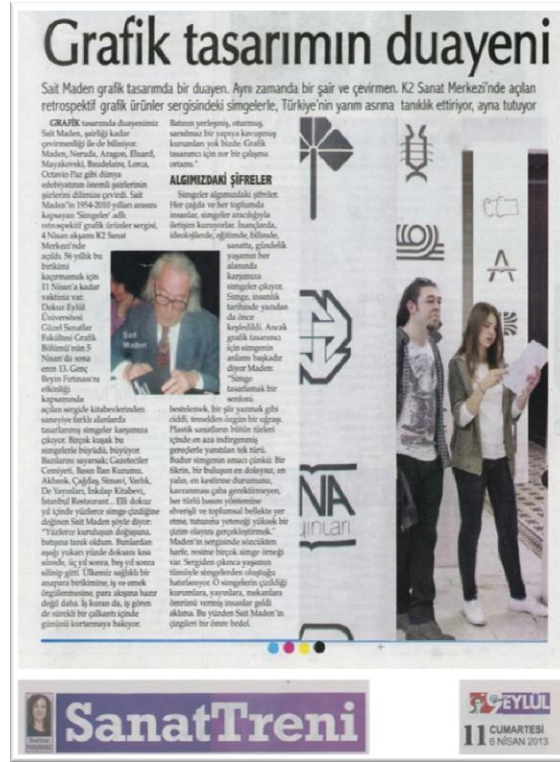 Grafik tasarımın duayeni
Sait Maden grafik tasarımda bir duayen. Aynı zamanda bir şair ve çevirmen. K2 Sanat Merkezi'nde açılan
retrospektif grafik ürünler sergisindeki simgelerle, Türkiye'nin yarım asrına tanıklık ettiriyor, ayna tutuyor
GRAFİK tasarımda duayenimiz
Sait Maden, şairliği kadar
çevirmenliği ile de biliniyor.
Maden, Neruda, Aragon, Eluard,
Mayakovski, Baudelaire, Lorca,
Octavio Paz gibi dünya
edebiyatının önemli şairlerinin
şiirlerini dilimize çevirdi. Sait
Maden'in 1954-2010 yılları arasını
kapsayan 'Simgeler' adlı
retrospektif grafik ürünler sergisi,
4 Nisan akşamı K2 Sanat
Merkezi'nde
açıldı. 56 yıllık bu
birikimi
kaçırmamak için
11 Nisan'a kadar
vaktiniz var.
Dokuz Eylül
Üniversitesi
Güzel Sanatlar
Fakültesi Grafik
Bölümü'nün 5
Nisan'da sona
eren 13. Genç
Beyin Fırtınası'nı
etkinliği
kapsamında
açılan sergide kitabevlerinden
sanayiye farklı alanlarda
tasarlanmış simgeler karşımıza
çıkıyor. Birçok kuşak bu
simgelerle büyüdü, büyüyor.
Bazılarını sayarsak; Gazeteciler
Cemiyeti, Basın İlan Kurumu,
Akbank, Çağdaş, Simavi, Varlık,
De Yayınları, İnkılap Kitabevi,
İstanbul Restaurant... Elli dokuz
yıl içinde yüzlerce simge çizdiğine
değinen Sait Maden şöyle diyor:
"Yüzlerce kuruluşun doğuşuna,
batışına tanık oldum. Bunlardan
aşağı yukarı yüzde doksanı kısa
sürede, üç yıl sonra, beş yıl sonra
silinip gitti. Ülkemiz sağlıklı bir
anapara birikimine, iş ve emek
örgütlenmesine, para akışına hazır
değil daha. İş kuran da, iş gören
de sürekli bir çalkantı içinde
gününü kurtarmaya bakıyor.
Batının yerleşmiş, oturmuş,
sarsılmaz bir yapıya kavuşmuş
kurumları yok bizde. Grafik
tasarımcı için zor bir çalışma
ortamı."
ALGIMIZDAKİ ŞİFRELER
Simgeler algımızdaki şifreler.
Her çağda ve her toplumda
insanlar, simgeler aracılığıyla
iletişim kuruyorlar. İnançlarda,
ideolojilerde, eğitimde, bilimde,
sanatta, gündelik
yaşamın her
alanında
karşımıza
simgeler çıkıyor.
Simge, insanlık
tarihinde yazıdan
da önce
keşfedildi. Ancak
grafik tasarımcı
için simgenin
anlamı başkadır
diyor Maden:
"Simge
tasarlamak bir
senfoni
bestelemek, bir şiir yazmak gibi
ciddi, temelden özgün bir uğraşı.
Plastik sanatların bütün türleri
içinde en aza indirgenmiş
gereçlerle yaratılan tek türü.
Budur simgenin amacı çünkü: Bir
fikrin, bir buluşun en dolaysız, en
yalın, en kestirme durumunu,
kavranması çaba gerektirmeyen,
her türlü basım yöntemine
elverişli ve toplumsal bellekte yer
etme, tutunma yeteneği yüksek bir
çizim olayını gerçekleştirmek."
Maden'in sergisinde sözcükten
harfe, resime birçok simge örneği
var. Sergiden çıkınca yaşamın
tümüyle simgelerden oluştuğu
hatırlanıyor. O simgelerin çizildiği
kurumlara, yayınlara, mekanlara
ömrünü vermiş insanlar geldi
aklıma. Bu yüzden Sait Maden'in
çizgileri bir ömre bedel.
Sait
Maden
NA
yınları
SanatTreni
9 EYLÜL
11 CUMARTESİ
6 NİSAN 2013